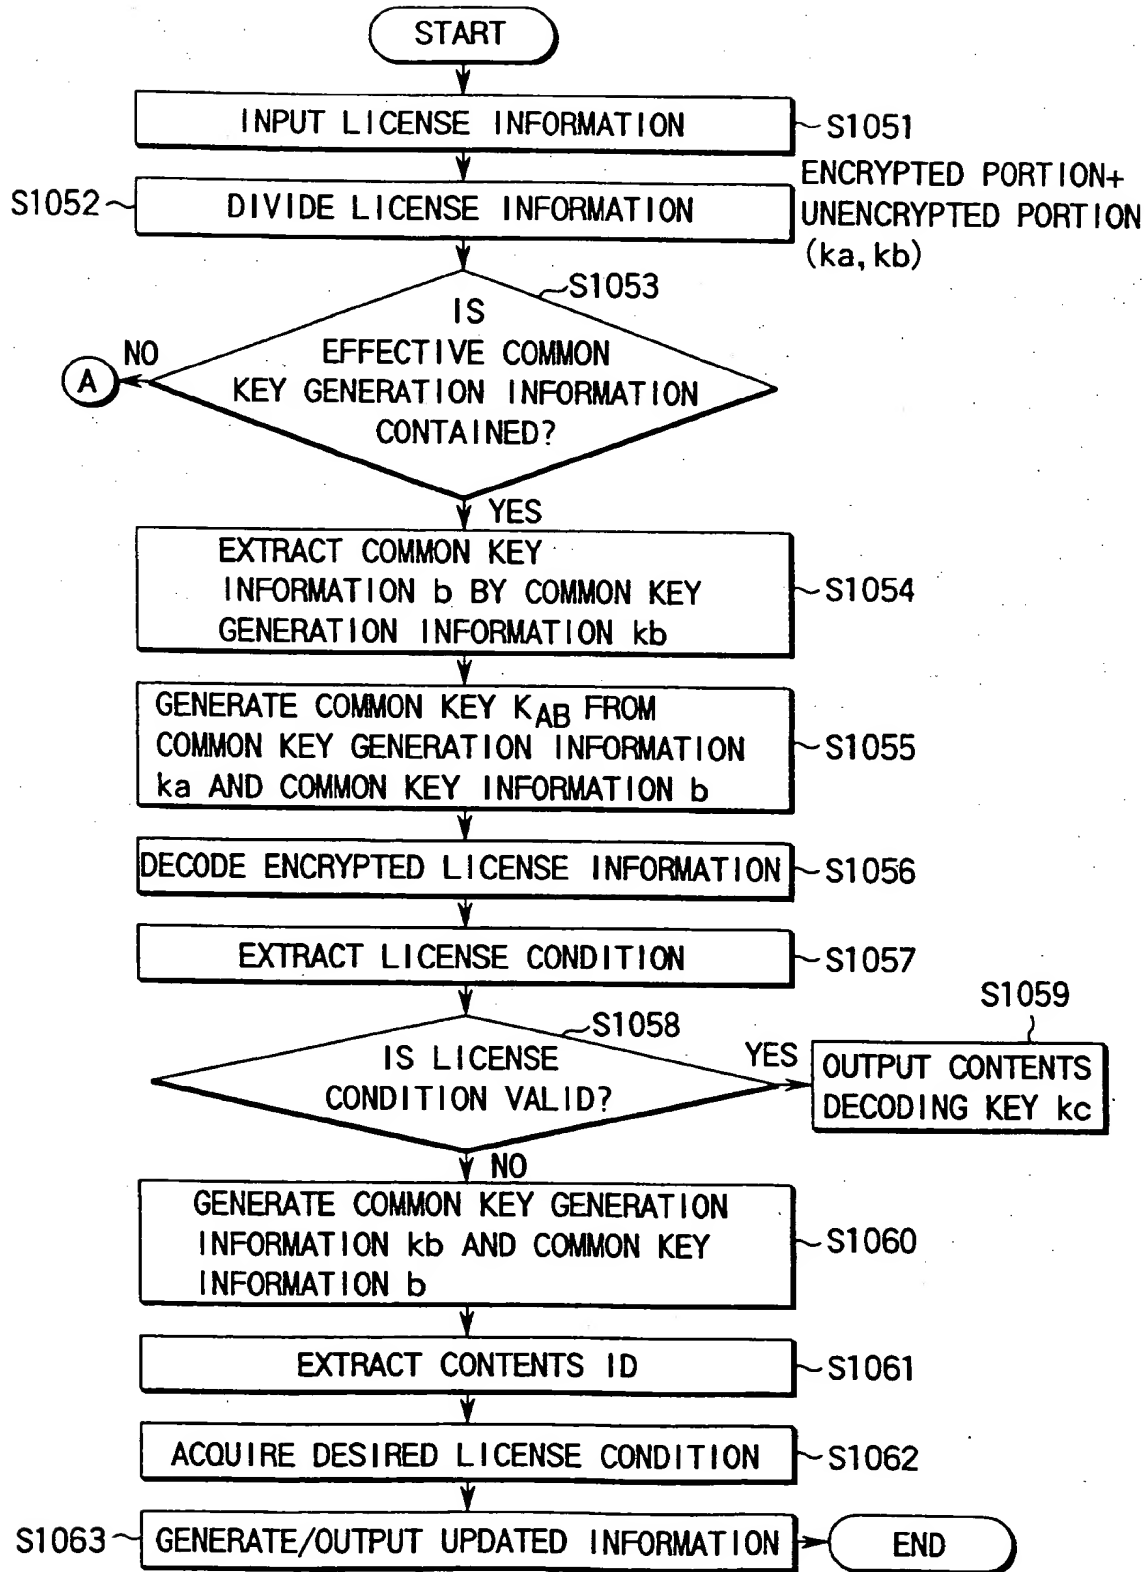 START
INPUT LICENSE INFORMATION
S1051
S1052
DIVIDE LICENSE INFORMATION
ENCRYPTED PORTION+
UNENCRYPTED PORTION
(ka, kb)
S1053
IS
EFFECTIVE COMMON
KEY GENERATION INFORMATION
CONTAINED?
NO
A
YES
EXTRACT COMMON KEY
INFORMATION b BY COMMON KEY
GENERATION INFORMATION kb
S1054
GENERATE COMMON KEY KAB FROM
COMMON KEY GENERATION INFORMATION
ka AND COMMON KEY INFORMATION b
S1055
DECODE ENCRYPTED LICENSE INFORMATION
S1056
EXTRACT LICENSE CONDITION
S1057
S1058
IS LICENSE
CONDITION VALID?
YES
S1059
OUTPUT CONTENTS
DECODING KEY kc
NO
GENERATE COMMON KEY GENERATION
INFORMATION kb AND COMMON KEY
INFORMATION b
S1060
EXTRACT CONTENTS ID
S1061
ACQUIRE DESIRED LICENSE CONDITION
S1062
S1063
GENERATE/OUTPUT UPDATED INFORMATION
END